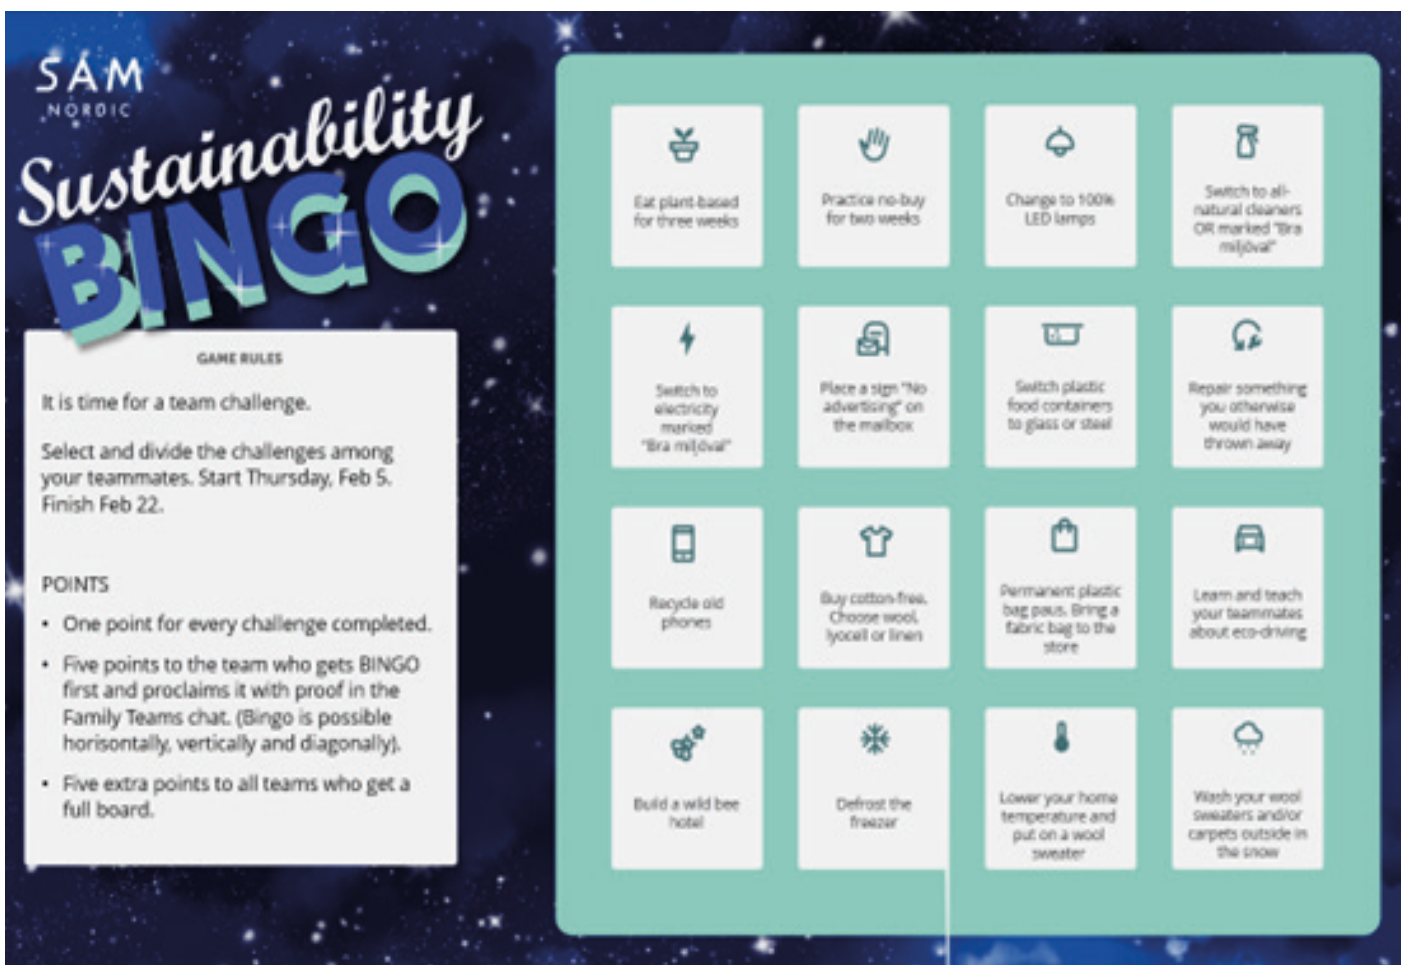 SAM
NORDIC
Sustainability
BINGO
GAME RULES
It is time for a team challenge.
Select and divide the challenges among
your teammates. Start Thursday, Feb 5.
Finish Feb 22.
POINTS
• One point for every challenge completed.
• Five points to the team who gets BINGO
first and proclaims it with proof in the
Family Teams chat. (Bingo is possible
horisontally, vertically and diagonally).
• Five extra points to all teams who get a
full board.
Eat plant-based
for three weeks
Practice no-buy
for two weeks
Change to 100%
LED lamps
Switch to all-
natural cleaners
OR marked "Bra
miljöval"
Switch to
electricity
marked
"Bra miljöval"
Place a sign "No
advertising" on
the mailbox
Switch plastic
food containers
to glass or steel
Repair something
you otherwise
would have
thrown away
Recycle old
phones
Buy cotton-free.
Choose wool,
lyocell or linen
Permanent plastic
bag paus. Bring a
fabric bag to the
store
Learn and teach
your teammates
about eco-driving
Build a wild bee
hotel
Defrost the
freezer
Lower your home
temperature and
put on a wool
sweater
Wash your wool
sweaters and/or
carpets outside in
the snow